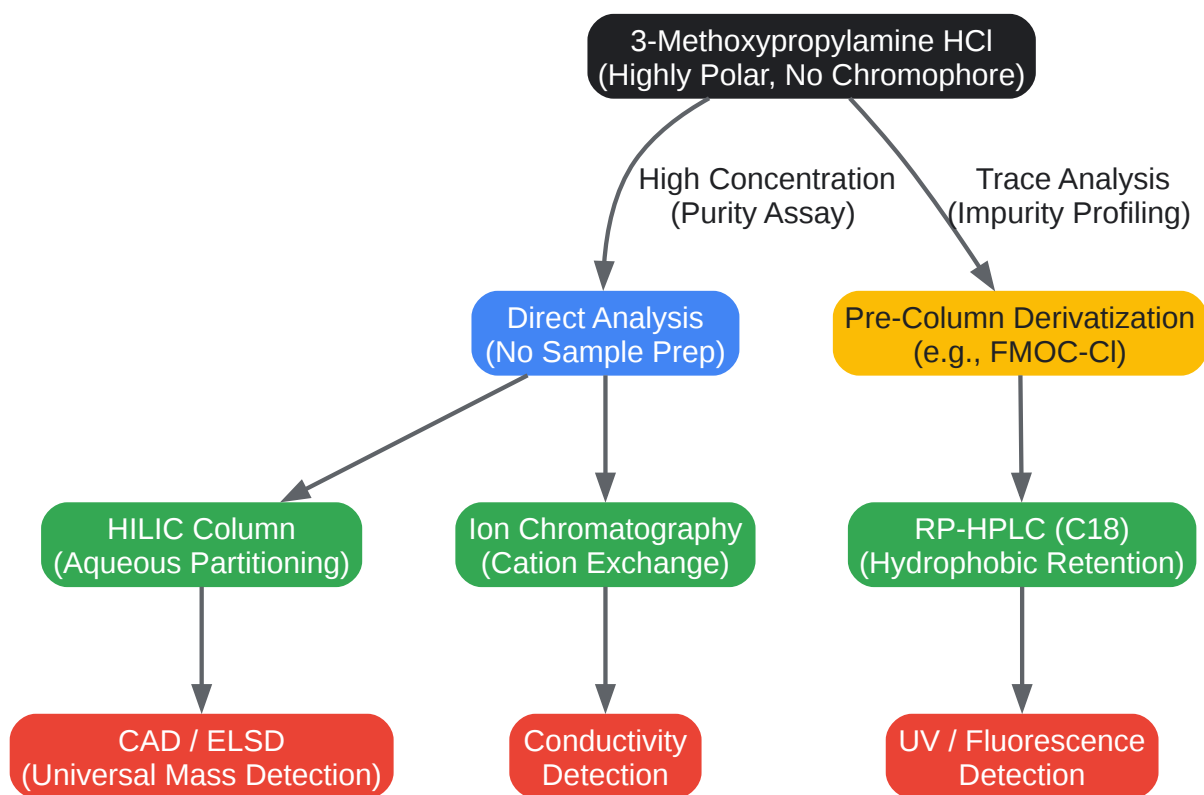 3-Methoxypropylamine HCl
(Highly Polar, No Chromophore)
High Concentration
(Purity Assay)
Trace Analysis
(Impurity Profiling)
Direct Analysis
(No Sample Prep)
Pre-Column Derivatization
(e.g., FMOC-Cl)
HILIC Column
(Aqueous Partitioning)
Ion Chromatography
(Cation Exchange)
RP-HPLC (C18)
(Hydrophobic Retention)
CAD / ELSD
(Universal Mass Detection)
Conductivity
Detection
UV / Fluorescence
Detection